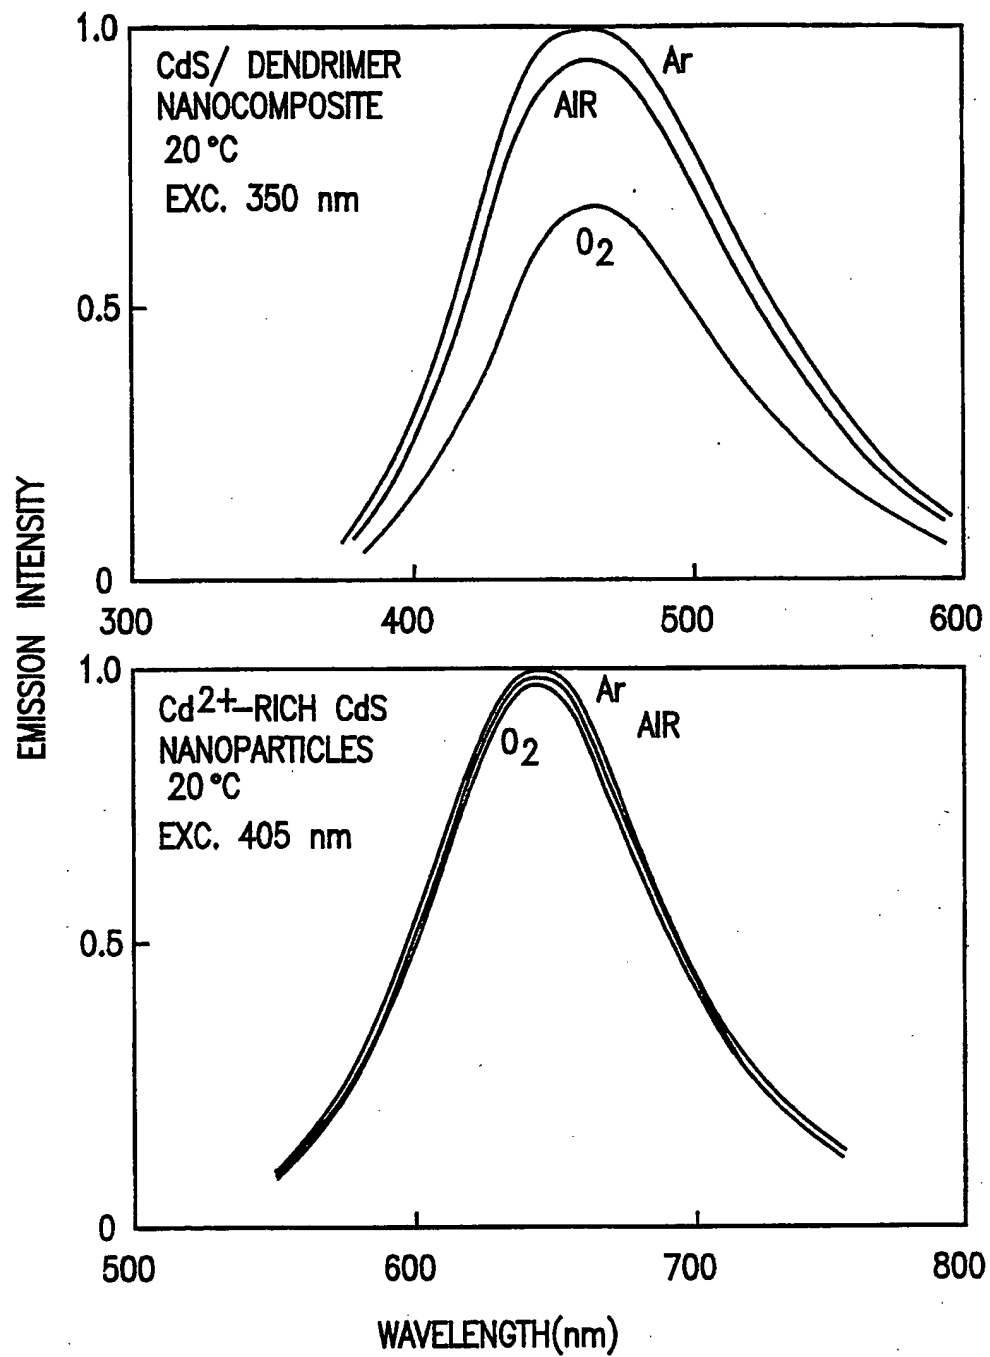 1.0
CdS/ DENDRIMER
NANOCOMPOSITE
20°C
EXC. 350 nm
Ar
AIR
O2
0.5
0
300 400 500 600
EMISSION INTENSITY
1.0
Cd2+–RICH CdS
NANOPARTICLES
20°C
EXC. 405 nm
Ar
AIR
O2
0.5
0
500 600 700 800
WAVELENGTH(nm)